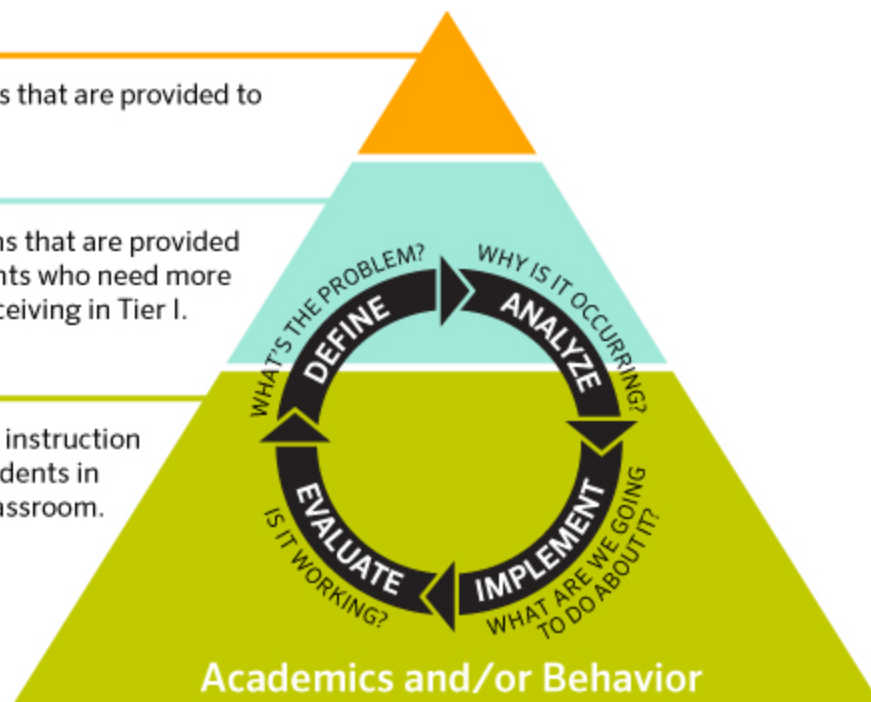 s that are provided to
ns that are provided
nts who need more
ceiving in Tier I.
instruction
dents in
assroom.
WHAT'S THE PROBLEM?
DEFINE
WHY IS IT OCCURRING?
ANALYZE
IMPLEMENT
WHAT ARE WE GOING
TO DO ABOUT IT?
EVALUATE
IS IT WORKING?
Academics and/or Behavior